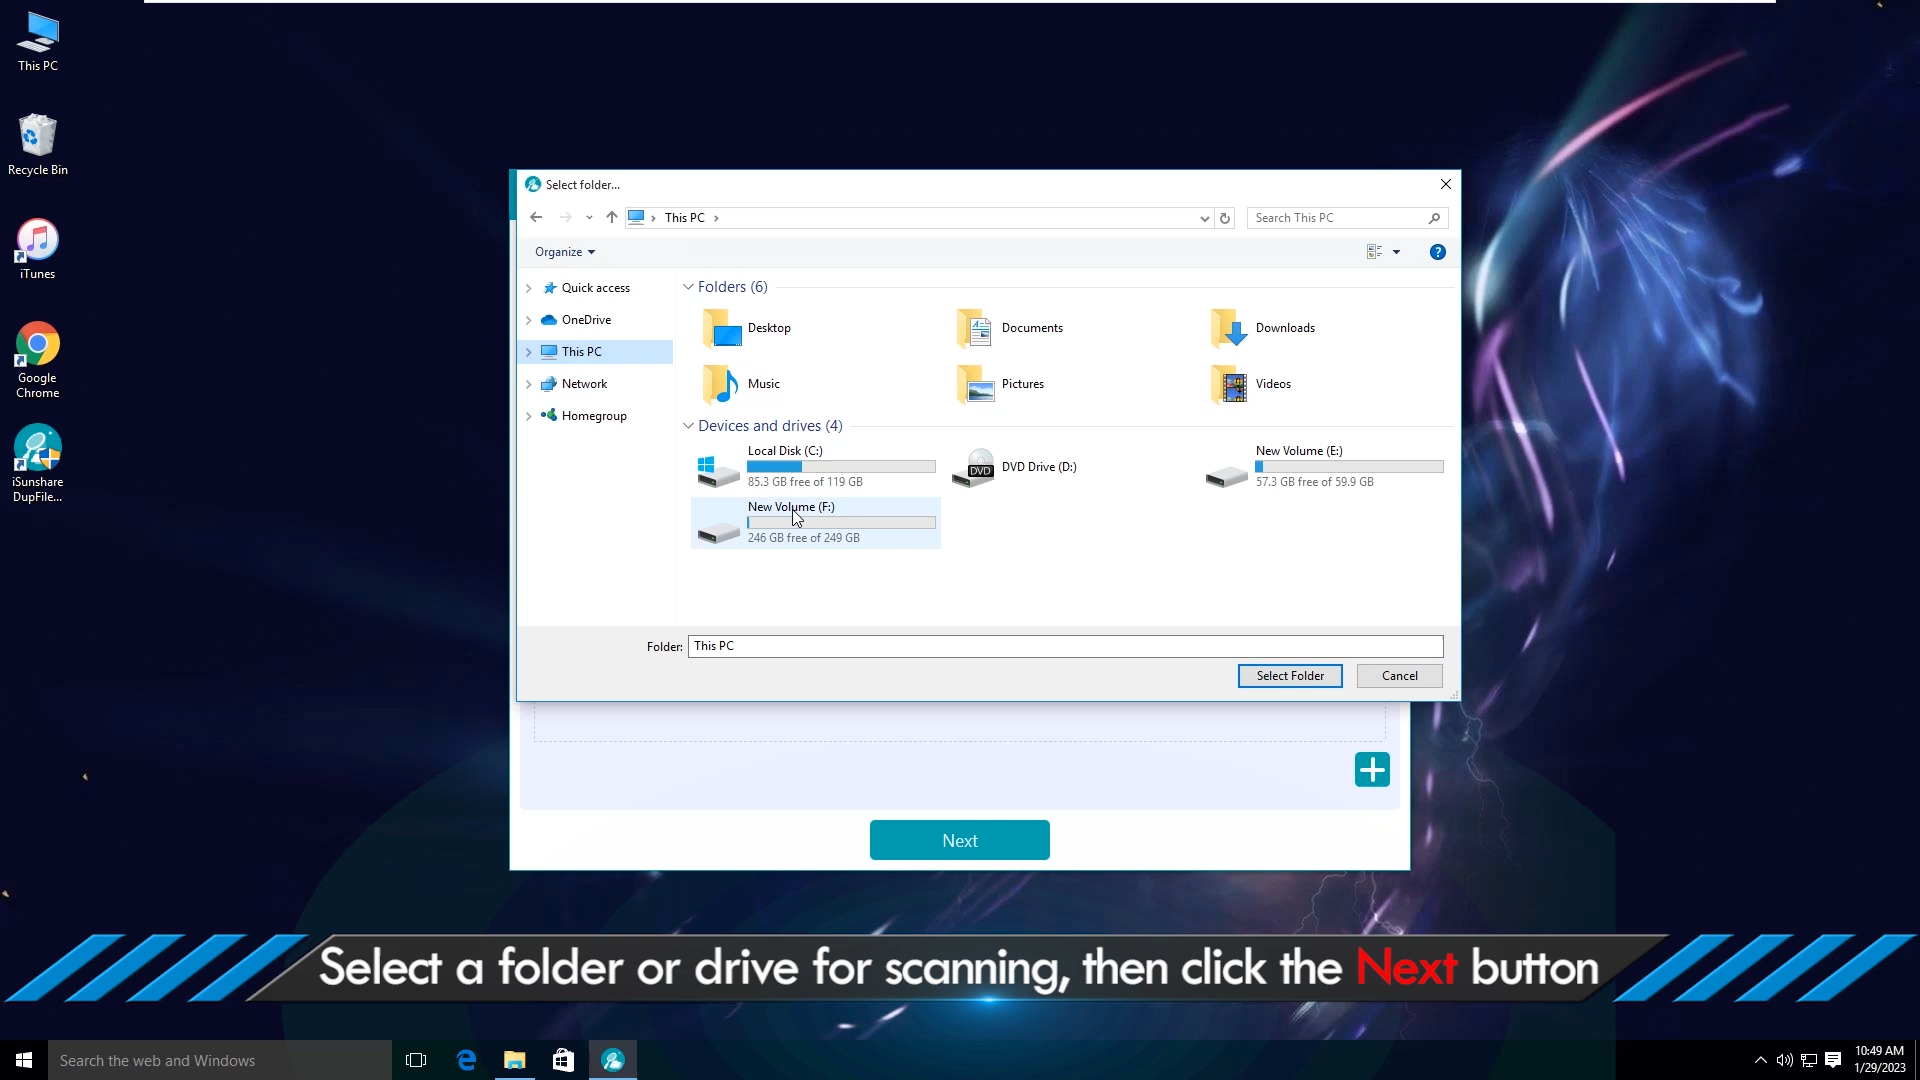 This PC
Recycle Bin
iTunes
Google
Chrome
iSunshare
DupFile...
Select folder...
This PC
Search This PC
Organize
Quick access
OneDrive
This PC
Network
Homegroup
Folders (6)
Desktop
Documents
Downloads
Music
Pictures
Videos
Devices and drives (4)
Local Disk (C:)
85.3 GB free of 119 GB
DVD
DVD Drive (D:)
New Volume (E:)
57.3 GB free of 59.9 GB
New Volume (F:)
246 GB free of 249 GB
Folder: This PC
Select Folder
Cancel
Next
Select a folder or drive for scanning, then click the Next button
Search the web and Windows
10:49 AM
1/29/2023